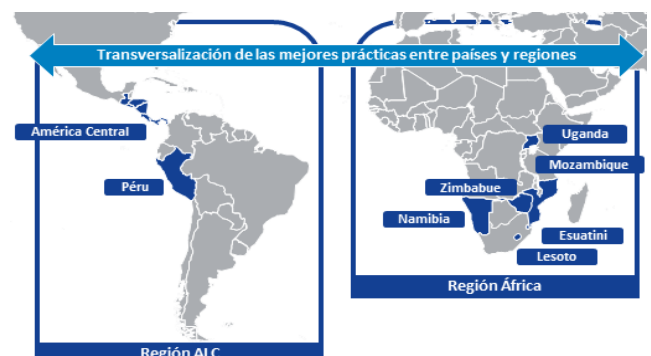 Transversalización de las mejores prácticas entre países y regiones
América Central
Péru
Región ALC
Uganda
Mozambique
Zimbabue
Namibia
Esuatini
Lesoto
Región África